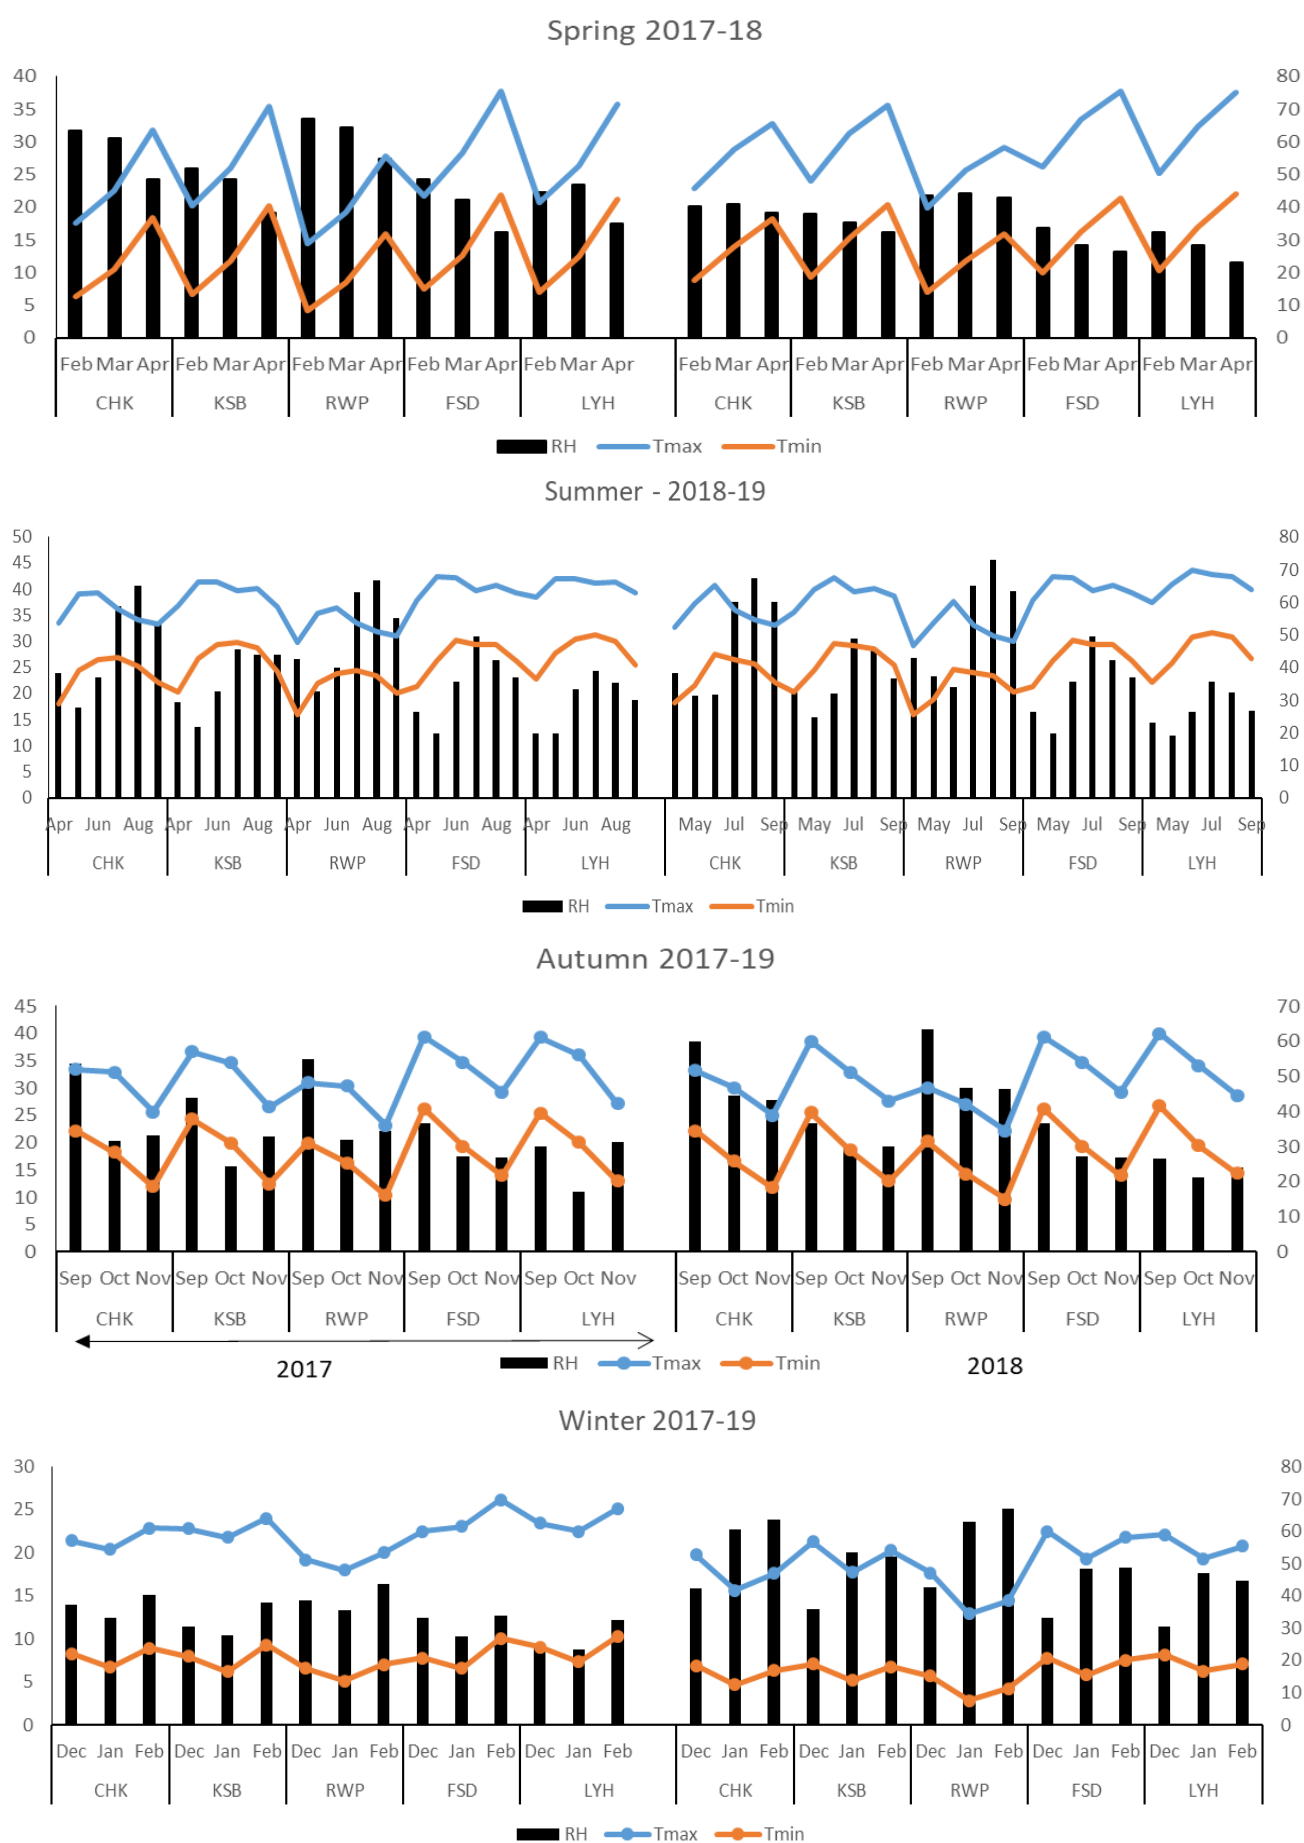 Spring 2017-18
40 80
35 70
30 60
25 50
20 40
15 30
10 20
5 10
0 0
Feb Mar Apr Feb Mar Apr Feb Mar Apr Feb Mar Apr Feb Mar Apr Feb Mar Apr Feb Mar Apr Feb Mar Apr Feb Mar Apr Feb Mar Apr
CHK KSB RWP FSD LYH CHK KSB RWP FSD LYH
RH Tmax Tmin
Summer - 2018-19
50 80
45 70
40 60
35 50
30 40
25 30
20 20
15 10
10 0
5
0
Apr Jun Aug Apr Jun Aug Apr Jun Aug Apr Jun Aug Apr Jun Aug May Jul Sep May Jul Sep May Jul Sep May Jul Sep May Jul Sep
CHK KSB RWP FSD LYH CHK KSB RWP FSD LYH
RH Tmax Tmin
Autumn 2017-19
45 70
40 60
35 50
30 40
25 30
20 20
15 10
10 0
5
0
Sep Oct Nov Sep Oct Nov Sep Oct Nov Sep Oct Nov Sep Oct Nov Sep Oct Nov Sep Oct Nov Sep Oct Nov Sep Oct Nov Sep Oct Nov
CHK KSB RWP FSD LYH CHK KSB RWP FSD LYH
2017 RH Tmax Tmin 2018
Winter 2017-19
30 80
25 70
20 60
15 50
10 40
5 30
0 20
10
0
Dec Jan Feb Dec Jan Feb Dec Jan Feb Dec Jan Feb Dec Jan Feb Dec Jan Feb Dec Jan Feb Dec Jan Feb Dec Jan Feb Dec Jan Feb
CHK KSB RWP FSD LYH CHK KSB RWP FSD LYH
RH Tmax Tmin